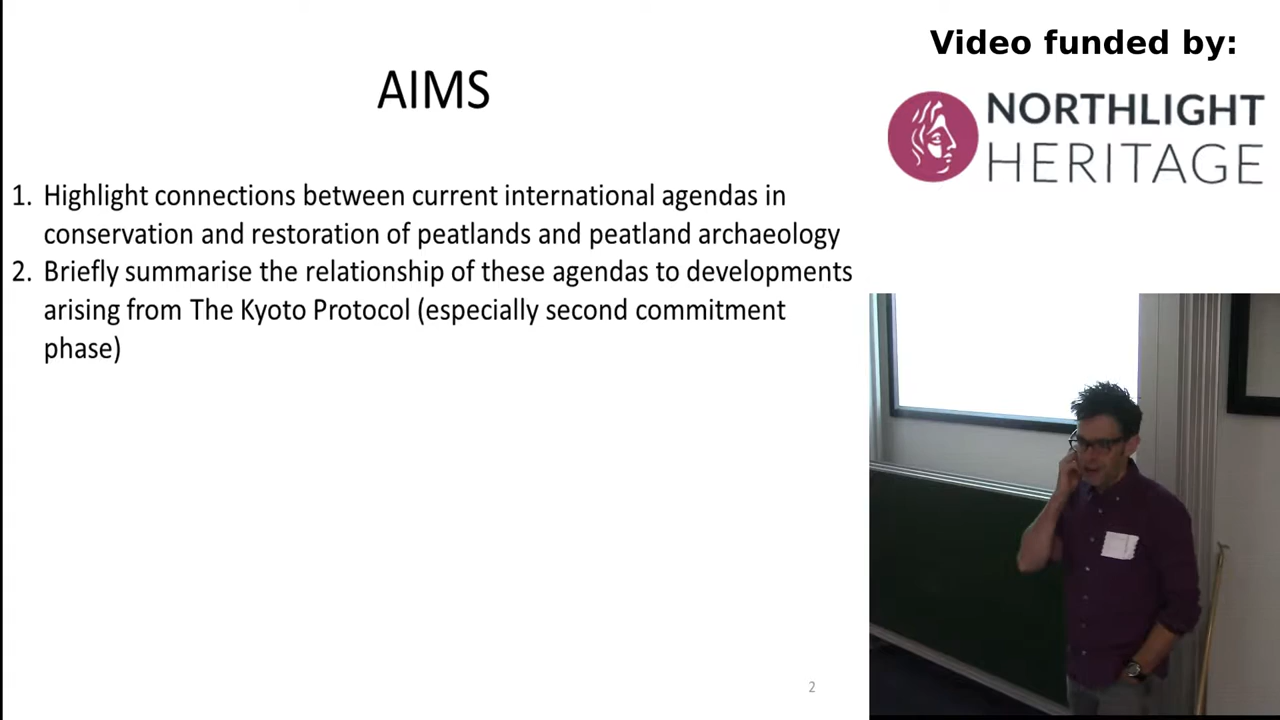 AIMS
1. Highlight connections between current international agendas in
conservation and restoration of peatlands and peatland archaeology
2. Briefly summarise the relationship of these agendas to developments
arising from The Kyoto Protocol (especially second commitment
phase)
2
Video funded by:
NORTHLIGHT
HERITAGE